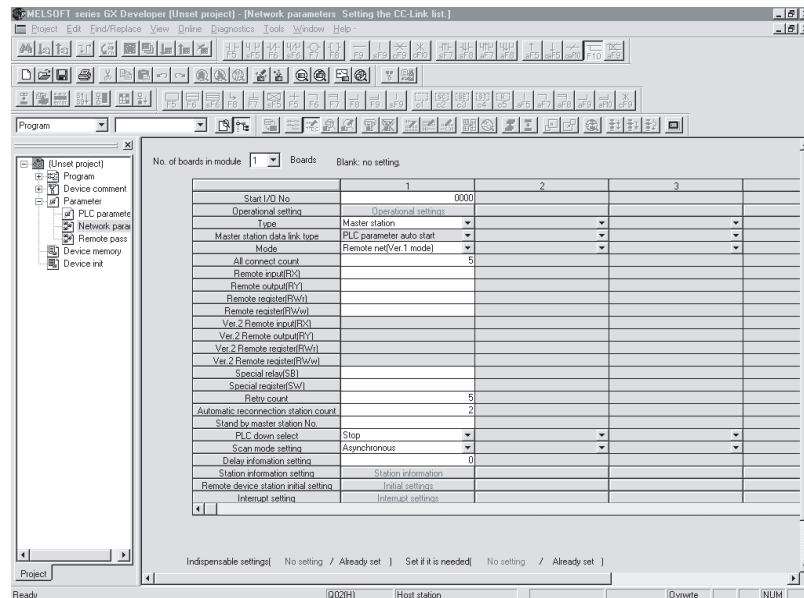 MELSOFT series GX Developer (Unset project) - [Network parameters Setting the CC-Link list.]
Project Edit Find/Replace View Online Diagnostics Tools Window Help
Program
No. of boards in module 1 Boards Blank: no setting.
(Unset project)
Program
Device comment
Parameter
PLC paramete
Network parar
Remote pass
Device memory
Device init
1 2 3
Start I/O No 0000
Operational setting Operational settings
Type Master station
Master station data link type PLC parameter auto start
Mode Remote net(Ver.1 mode)
All connect count 5
Remote input(RX)
Remote output(RY)
Remote register(RWr)
Remote register(RWw)
Ver.2 Remote input(RX)
Ver.2 Remote output(RY)
Ver.2 Remote register(RWr)
Ver.2 Remote register(RWw)
Special relay(SB)
Special register(SW)
Retry count 5
Automatic reconnection station count 2
Stand by master station No.
PLC down select Stop
Scan mode setting Asynchronous
Delay infomation setting 0
Station information setting Station information
Remote device station initial setting Initial settings
Interrupt setting Interrupt settings
Indispensable settings( No setting / Already set ) Set if it is needed( No setting / Already set )
Project
Ready Q02(H) Host station Ovrwrte NUM